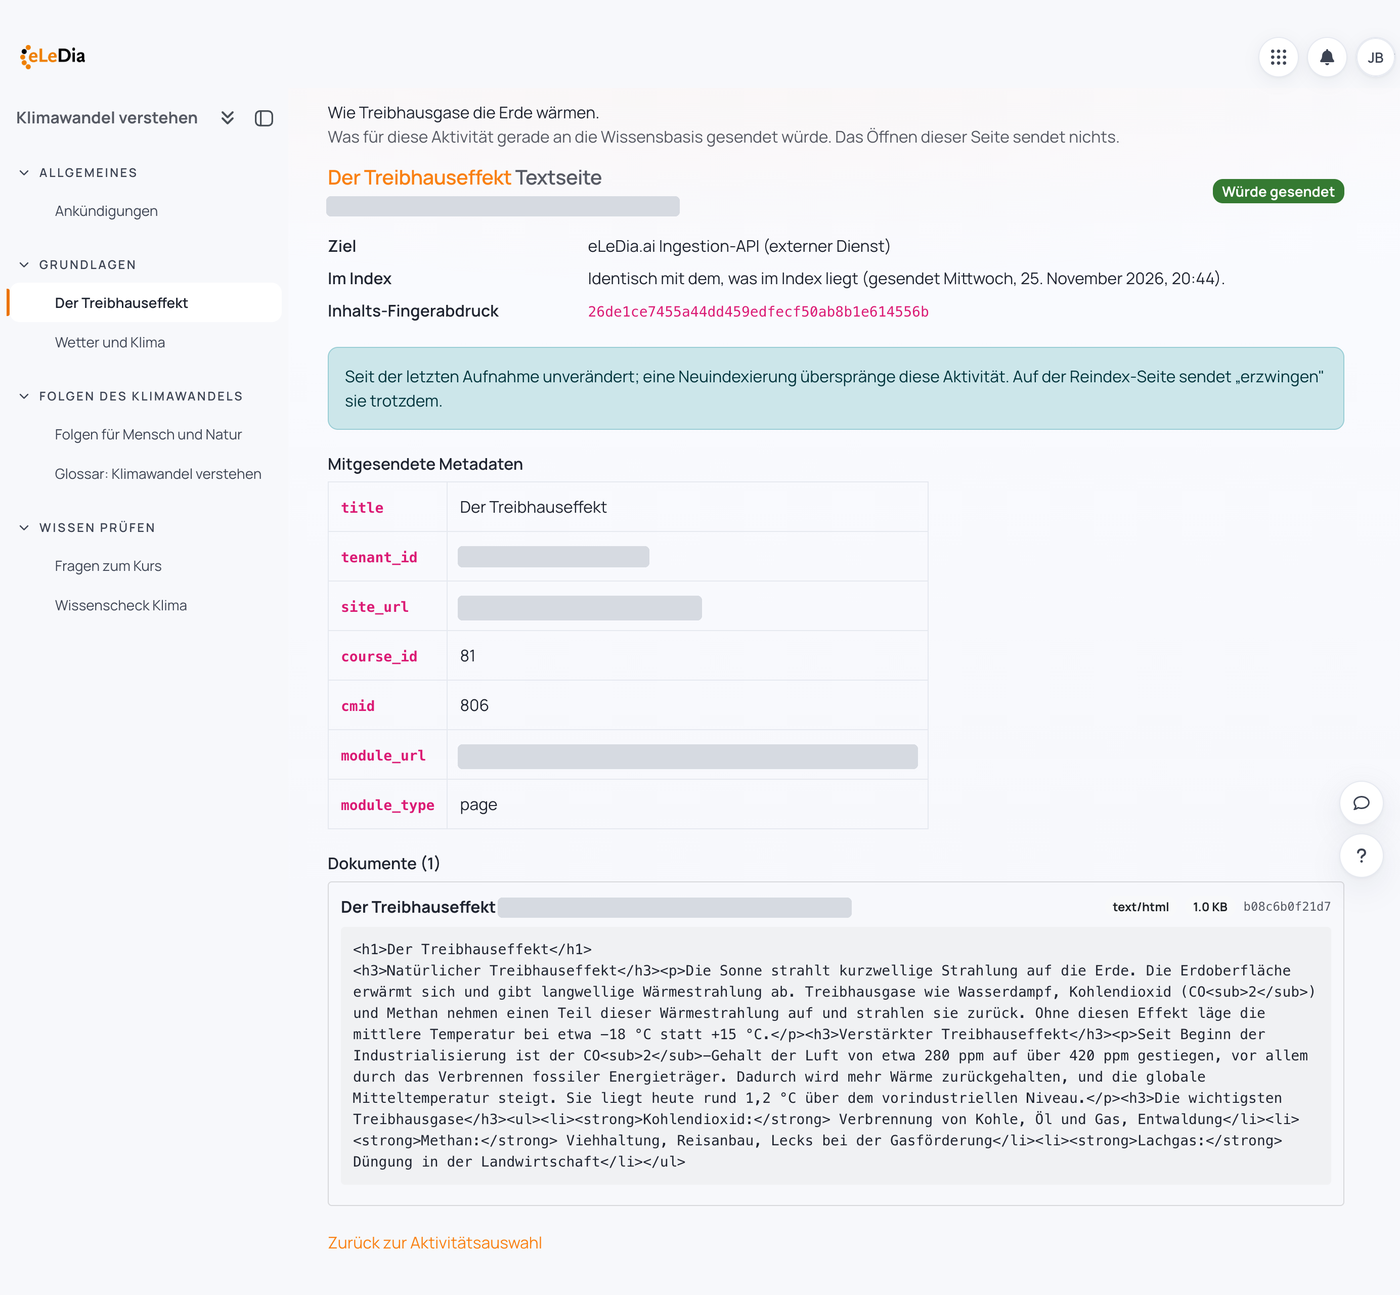 eLeDia
JB
Klimawandel verstehen
ALLGEMEINES
Ankündigungen
GRUNDLAGEN
Der Treibhauseffekt
Wetter und Klima
FOLGEN DES KLIMAWANDELS
Folgen für Mensch und Natur
Glossar: Klimawandel verstehen
WISSEN PRÜFEN
Fragen zum Kurs
Wissenscheck Klima
Wie Treibhausgase die Erde wärmen.
Was für diese Aktivität gerade an die Wissensbasis gesendet würde. Das Öffnen dieser Seite sendet nichts.
Der Treibhauseffekt Textseite
Würde gesendet
Ziel eLeDia.ai Ingestion-API (externer Dienst)
Im Index Identisch mit dem, was im Index liegt (gesendet Mittwoch, 25. November 2026, 20:44).
Inhalts-Fingerabdruck 26de1ce7455a44dd459edfecf50ab8b1e614556b
Seit der letzten Aufnahme unverändert; eine Neuindexierung überspränge diese Aktivität. Auf der Reindex-Seite sendet „erzwingen"
sie trotzdem.
Mitgesendete Metadaten
title Der Treibhauseffekt
tenant_id
site_url
course_id 81
cmid 806
module_url
module_type page
Dokumente (1)
Der Treibhauseffekt text/html 1.0 KB b08c6b0f21d7
<h1>Der Treibhauseffekt</h1>
<h3>Natürlicher Treibhauseffekt</h3><p>Die Sonne strahlt kurzwellige Strahlung auf die Erde. Die Erdoberfläche
erwärmt sich und gibt langwellige Wärmestrahlung ab. Treibhausgase wie Wasserdampf, Kohlendioxid (CO<sub>2</sub>)
und Methan nehmen einen Teil dieser Wärmestrahlung auf und strahlen sie zurück. Ohne diesen Effekt läge die
mittlere Temperatur bei etwa −18 °C statt +15 °C.</p><h3>Verstärkter Treibhauseffekt</h3><p>Seit Beginn der
Industrialisierung ist der CO<sub>2</sub>-Gehalt der Luft von etwa 280 ppm auf über 420 ppm gestiegen, vor allem
durch das Verbrennen fossiler Energieträger. Dadurch wird mehr Wärme zurückgehalten, und die globale
Mitteltemperatur steigt. Sie liegt heute rund 1,2 °C über dem vorindustriellen Niveau.</p><h3>Die wichtigsten
Treibhausgase</h3><ul><li><strong>Kohlendioxid:</strong> Verbrennung von Kohle, Öl und Gas, Entwaldung</li><li>
<strong>Methan:</strong> Viehhaltung, Reisanbau, Lecks bei der Gasförderung</li><li><strong>Lachgas:</strong>
Düngung in der Landwirtschaft</li></ul>
Zurück zur Aktivitätsauswahl
?